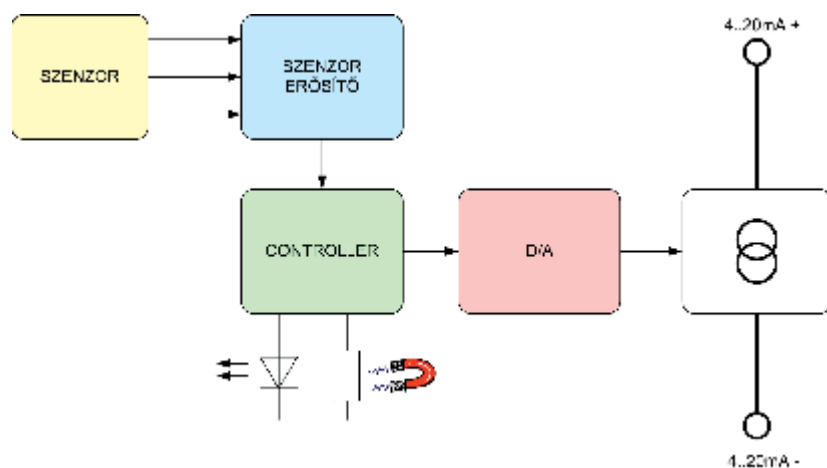 4..20mA +
SZENZOR
SZENZOR
ERŐSÍTŐ
CONTROLLER
D/A
4..20mA -